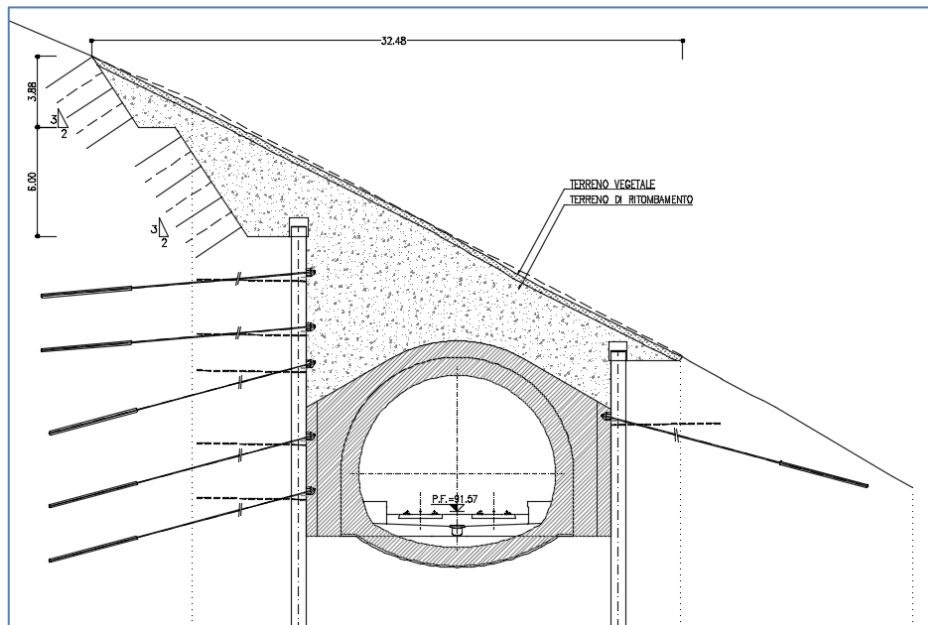 32.48
3.88
3
2
6.00
TERRENO VEGETALE
TERRENO DI RITOMBAMENTO
3
2
P.F.=91.57